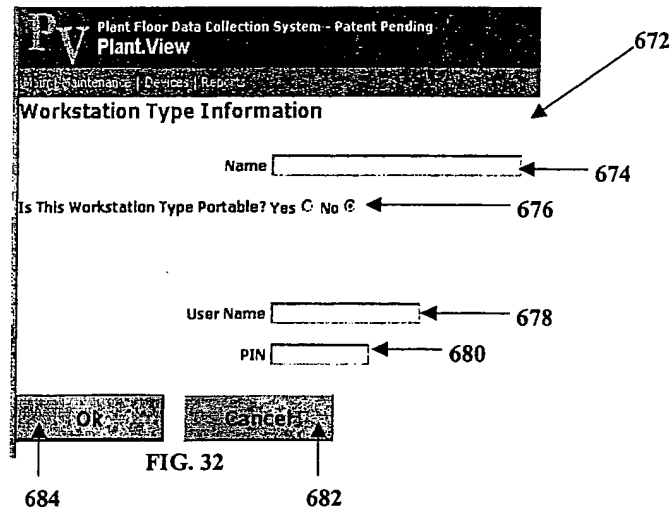 PV Plant Floor Data Collection System - Patent Pending
Plant.View
Maintenance | Devices | Reports
672
Workstation Type Information
Name
674
Is This Workstation Type Portable? Yes No
676
User Name
678
PIN
680
Ok Cancel
FIG. 32
684 682